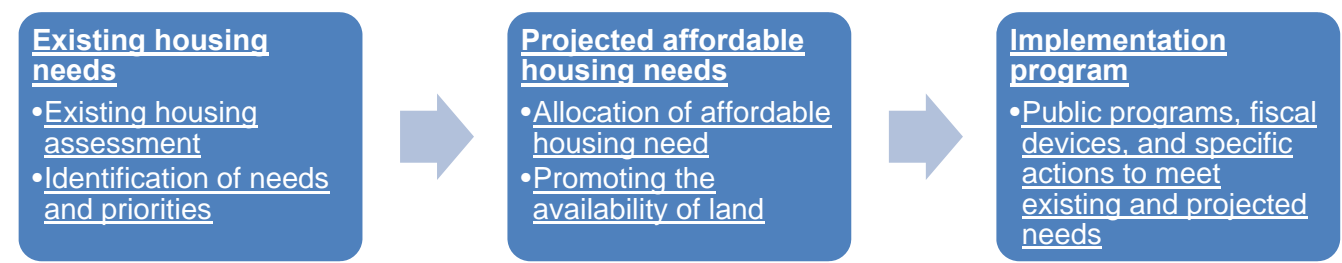 Existing housing
needs
•Existing housing
assessment
•Identification of needs
and priorities
Projected affordable
housing needs
•Allocation of affordable
housing need
•Promoting the
availability of land
Implementation
program
•Public programs, fiscal
devices, and specific
actions to meet
existing and projected
needs